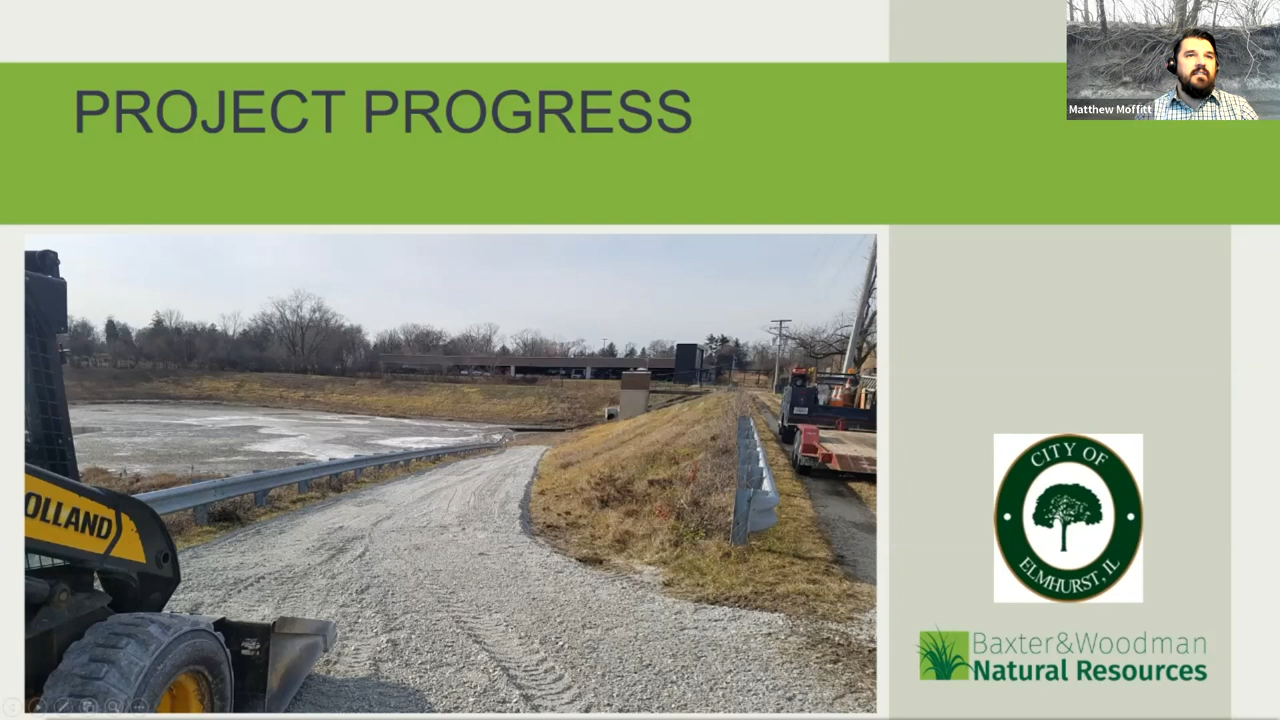 PROJECT PROGRESS
Matthew Moffitt
OLLAND
CITY OF
ELMHURST, IL
Baxter&Woodman
Natural Resources